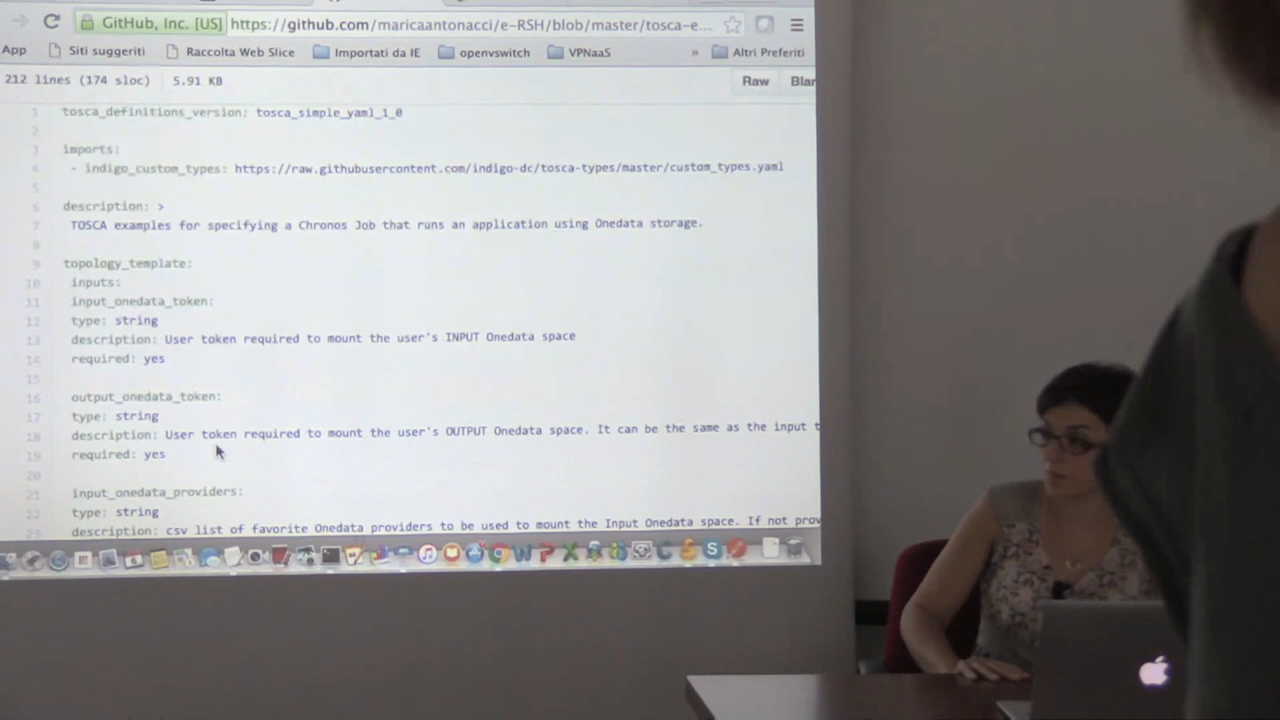 GitHub, Inc. [US] https://github.com/maricaantonacci/e-RSH/blob/master/tosca-e...
App Siti suggeriti Raccolta Web Slice Importati da IE openvswitch VPNaaS » Altri Preferiti
212 lines (174 sloc) 5.91 KB Raw Blar
1 tosca_definitions_version: tosca_simple_yaml_1_0
2
3 imports:
4 - indigo_custom_types: https://raw.githubusercontent.com/indigo-dc/tosca-types/master/custom_types.yaml
5
6 description: >
7 TOSCA examples for specifying a Chronos Job that runs an application using Onedata storage.
8
9 topology_template:
10 inputs:
11 input_onedata_token:
12 type: string
13 description: User token required to mount the user's INPUT Onedata space
14 required: yes
15
16 output_onedata_token:
17 type: string
18 description: User token required to mount the user's OUTPUT Onedata space. It can be the same as the input t
19 required: yes
20
21 input_onedata_providers:
22 type: string
23 description: csv list of favorite Onedata providers to be used to mount the Input Onedata space. If not prov